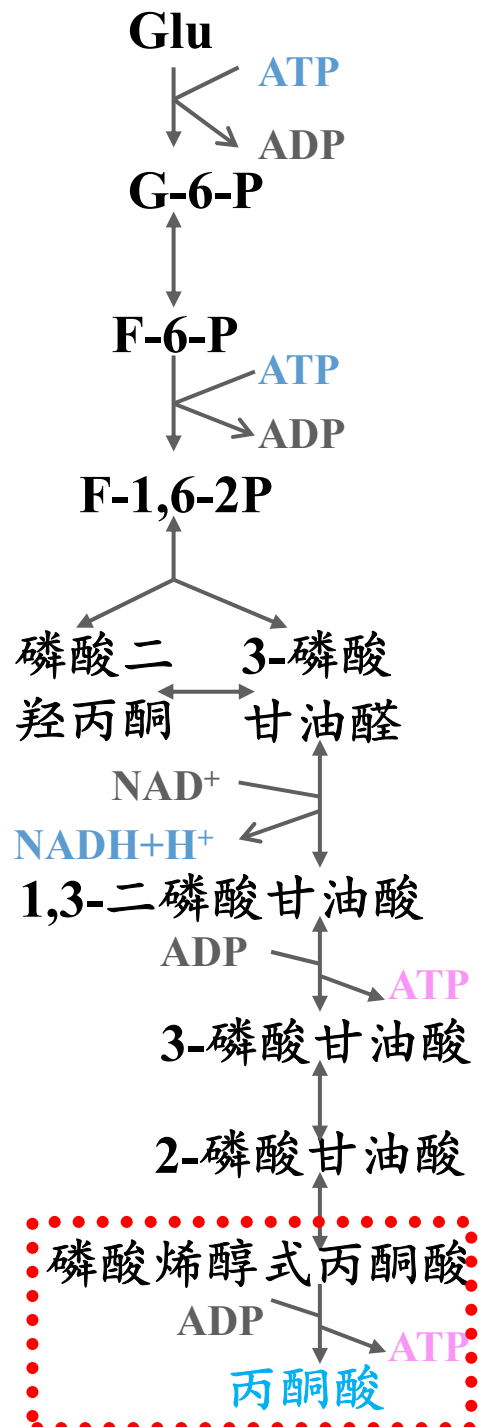 Glu
ATP
ADP
G-6-P
F-6-P
ATP
ADP
F-1,6-2P
磷酸二
羟丙酮
3-磷酸
甘油醛
NAD⁺
NADH+H⁺
1,3-二磷酸甘油酸
ADP
ATP
3-磷酸甘油酸
2-磷酸甘油酸
磷酸烯醇式丙酮酸
ADP
ATP
丙酮酸